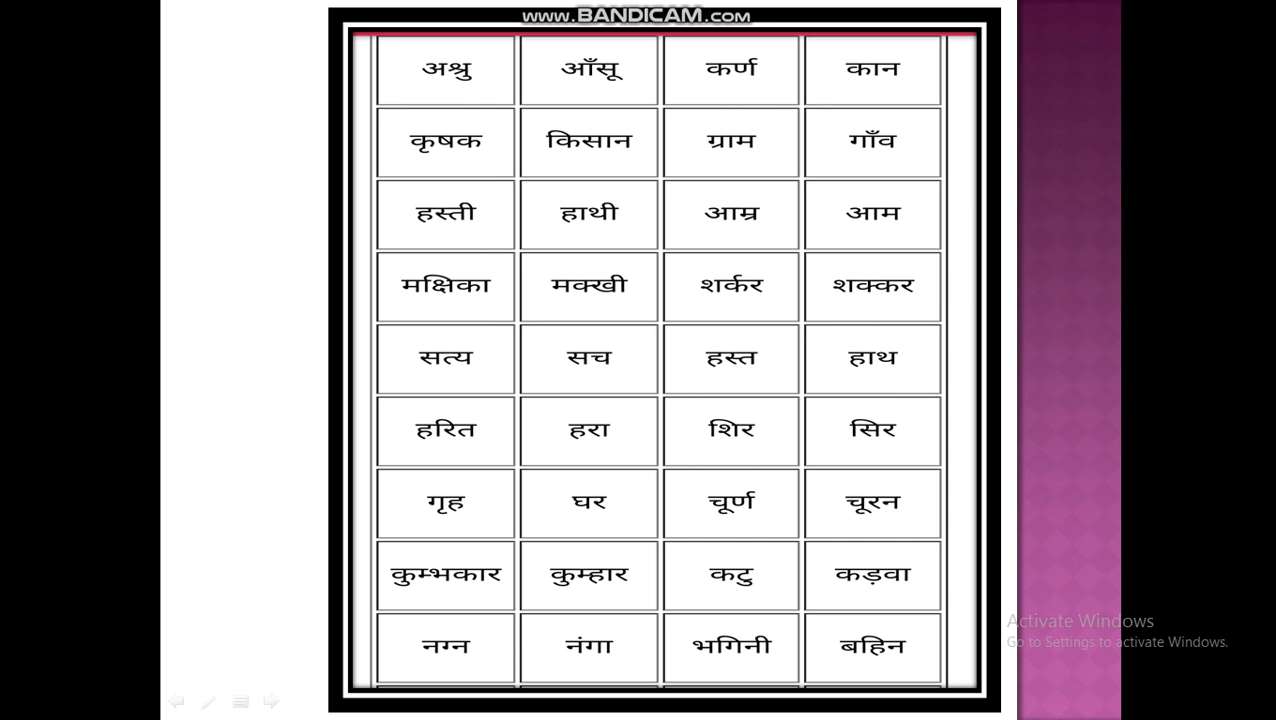 www.BANDICAM.com
अश्रु आँसू कर्ण कान
कृषक किसान ग्राम गाँव
हस्ती हाथी आम्र आम
मक्षिका मक्खी शर्कर शक्कर
सत्य सच हस्त हाथ
हरित हरा शिर सिर
गृह घर चूर्ण चूरन
कुम्भकार कुम्हार कटु कड़वा
नग्न नंगा भगिनी बहिन
Activate Windows
Go to Settings to activate Windows.